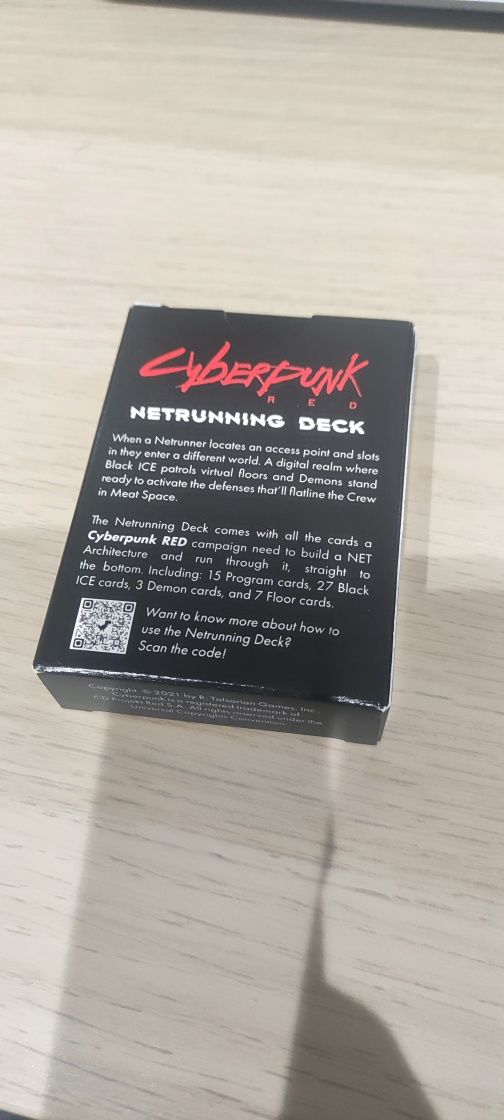 Cyberpunk
RED
NETRUNNING DECK
When a Netrunner locates an access point and slots
in they enter a different world. A digital realm where
Black ICE patrols virtual floors and Demons stand
ready to activate the defenses that'll flatline the Crew
in Meat Space.
The Netrunning Deck comes with all the cards a
Cyberpunk RED campaign need to build a NET
Architecture and run through it, straight to
the bottom. Including: 15 Program cards, 27 Black
ICE cards, 3 Demon cards, and 7 Floor cards.
Want to know more about how to
use the Netrunning Deck?
Scan the code!
Copyright © 2021 by R. Talsorian Games, Inc.
Cyberpunk is a registered trademark of
CD Projekt Red S.A. All rights reserved under the
Universal Copyrights Convention.